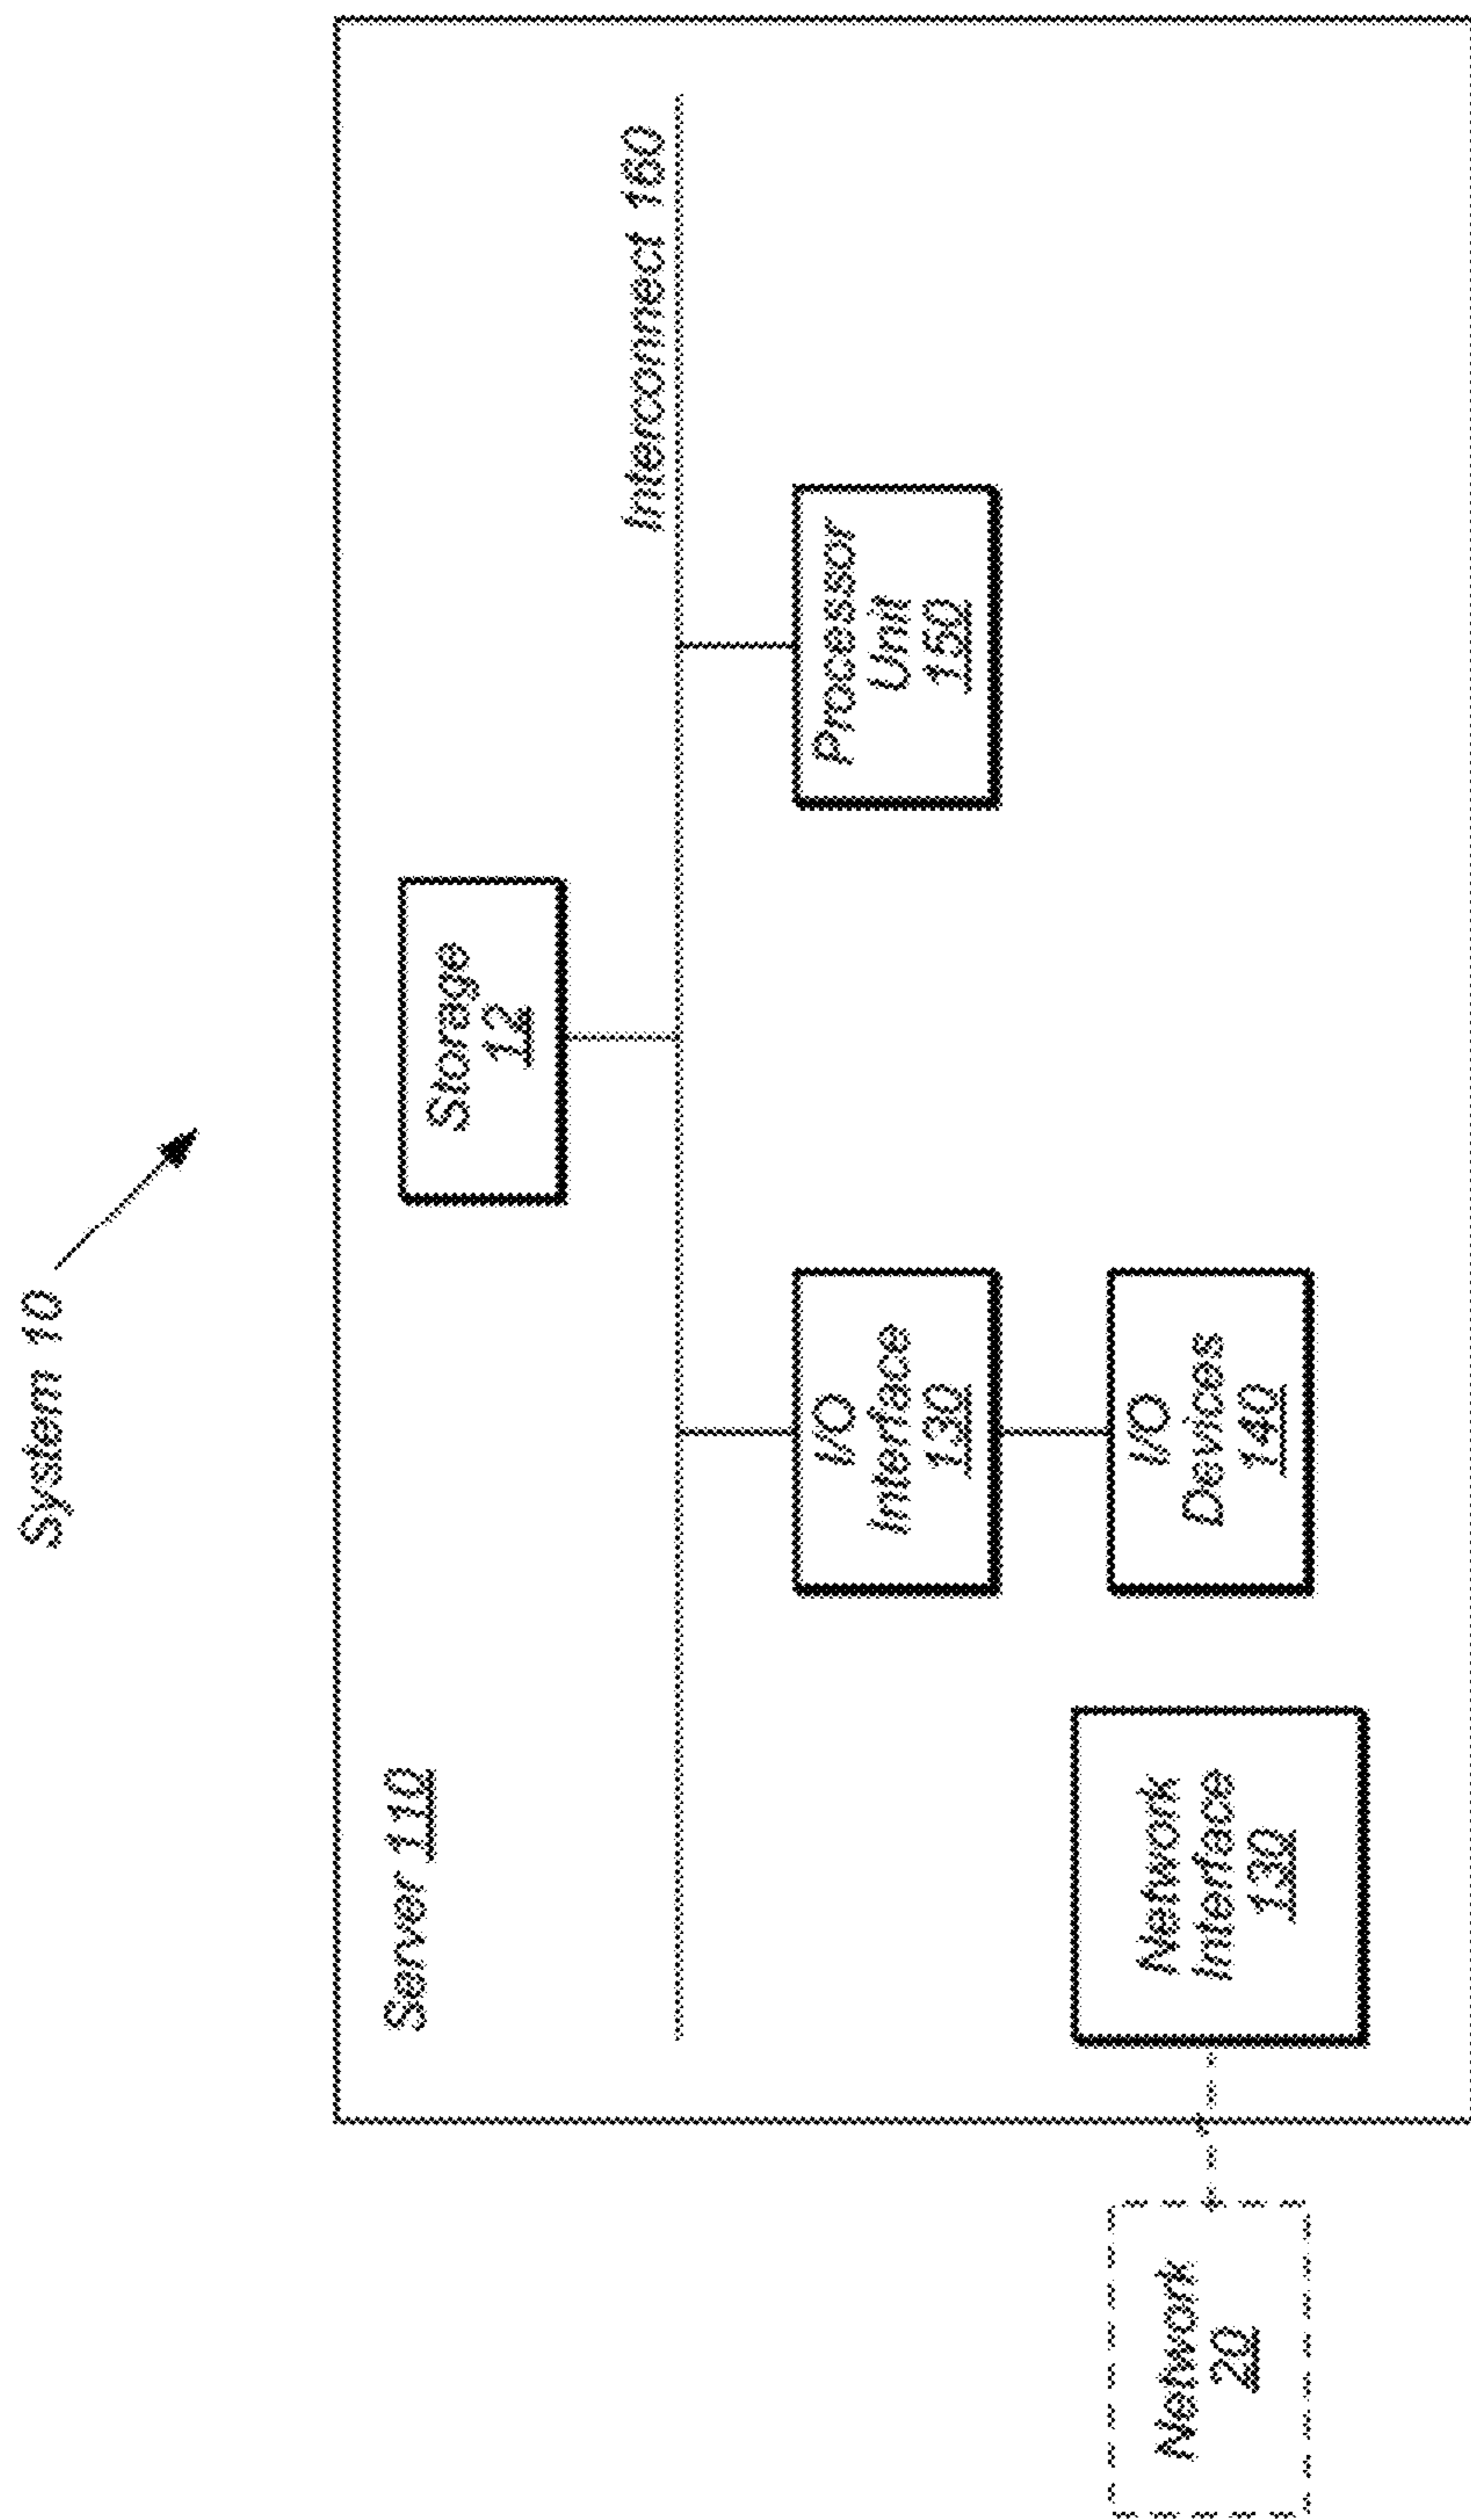 System 10
Server 110
Storage
12
Interconnect 160
I/O
Interface
130
Processor
Unit
150
Network
Interface
130
I/O
Devices
140
Network
20